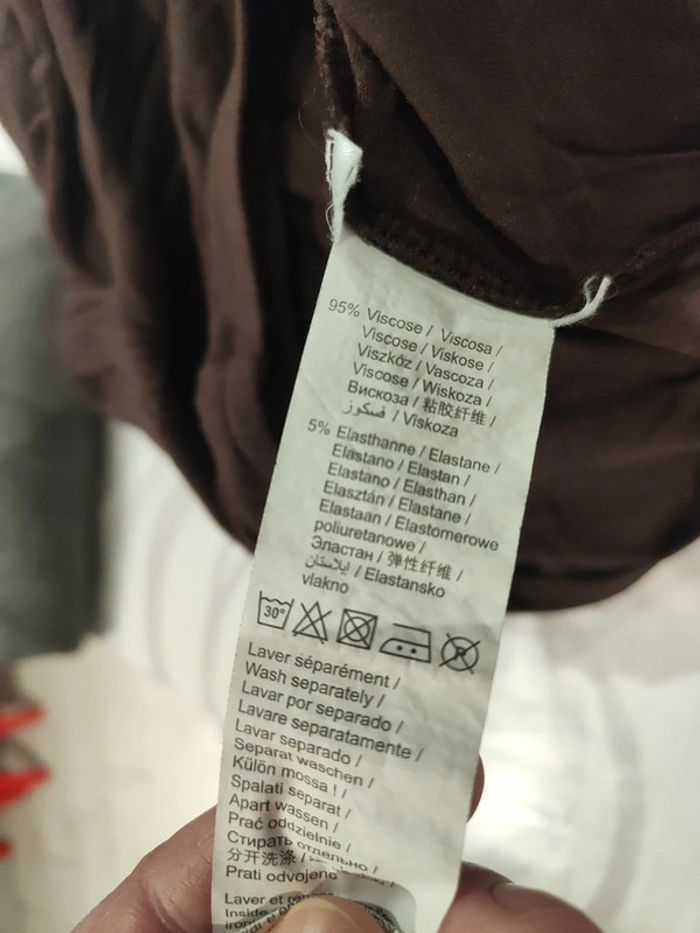 95% Viscose / Viscosa /
Viscose / Viskose /
Viszkóz / Vascoza /
Viscose / Wiskoza /
Вискоза / 粘胶纤维 /
فسكوز / Viskoza
5% Elasthanne / Elastane /
Elastano / Elastan /
Elastano / Elasthan /
Elasztán / Elastane /
Elastaan / Elastomerowe
poliuretanowe /
Эластан / 弹性纤维 /
ايلاستان / Elastansko
vlakno
30°
Laver séparément /
Wash separately /
Lavar por separado /
Lavare separatamente /
Lavar separado /
Separat waschen /
Külön mossa ! /
Spalati separat /
Apart wassen /
Prać oddzielnie /
Стирать отдельно /
分开洗涤 /
Prati odvojeno
Laver et
Inside